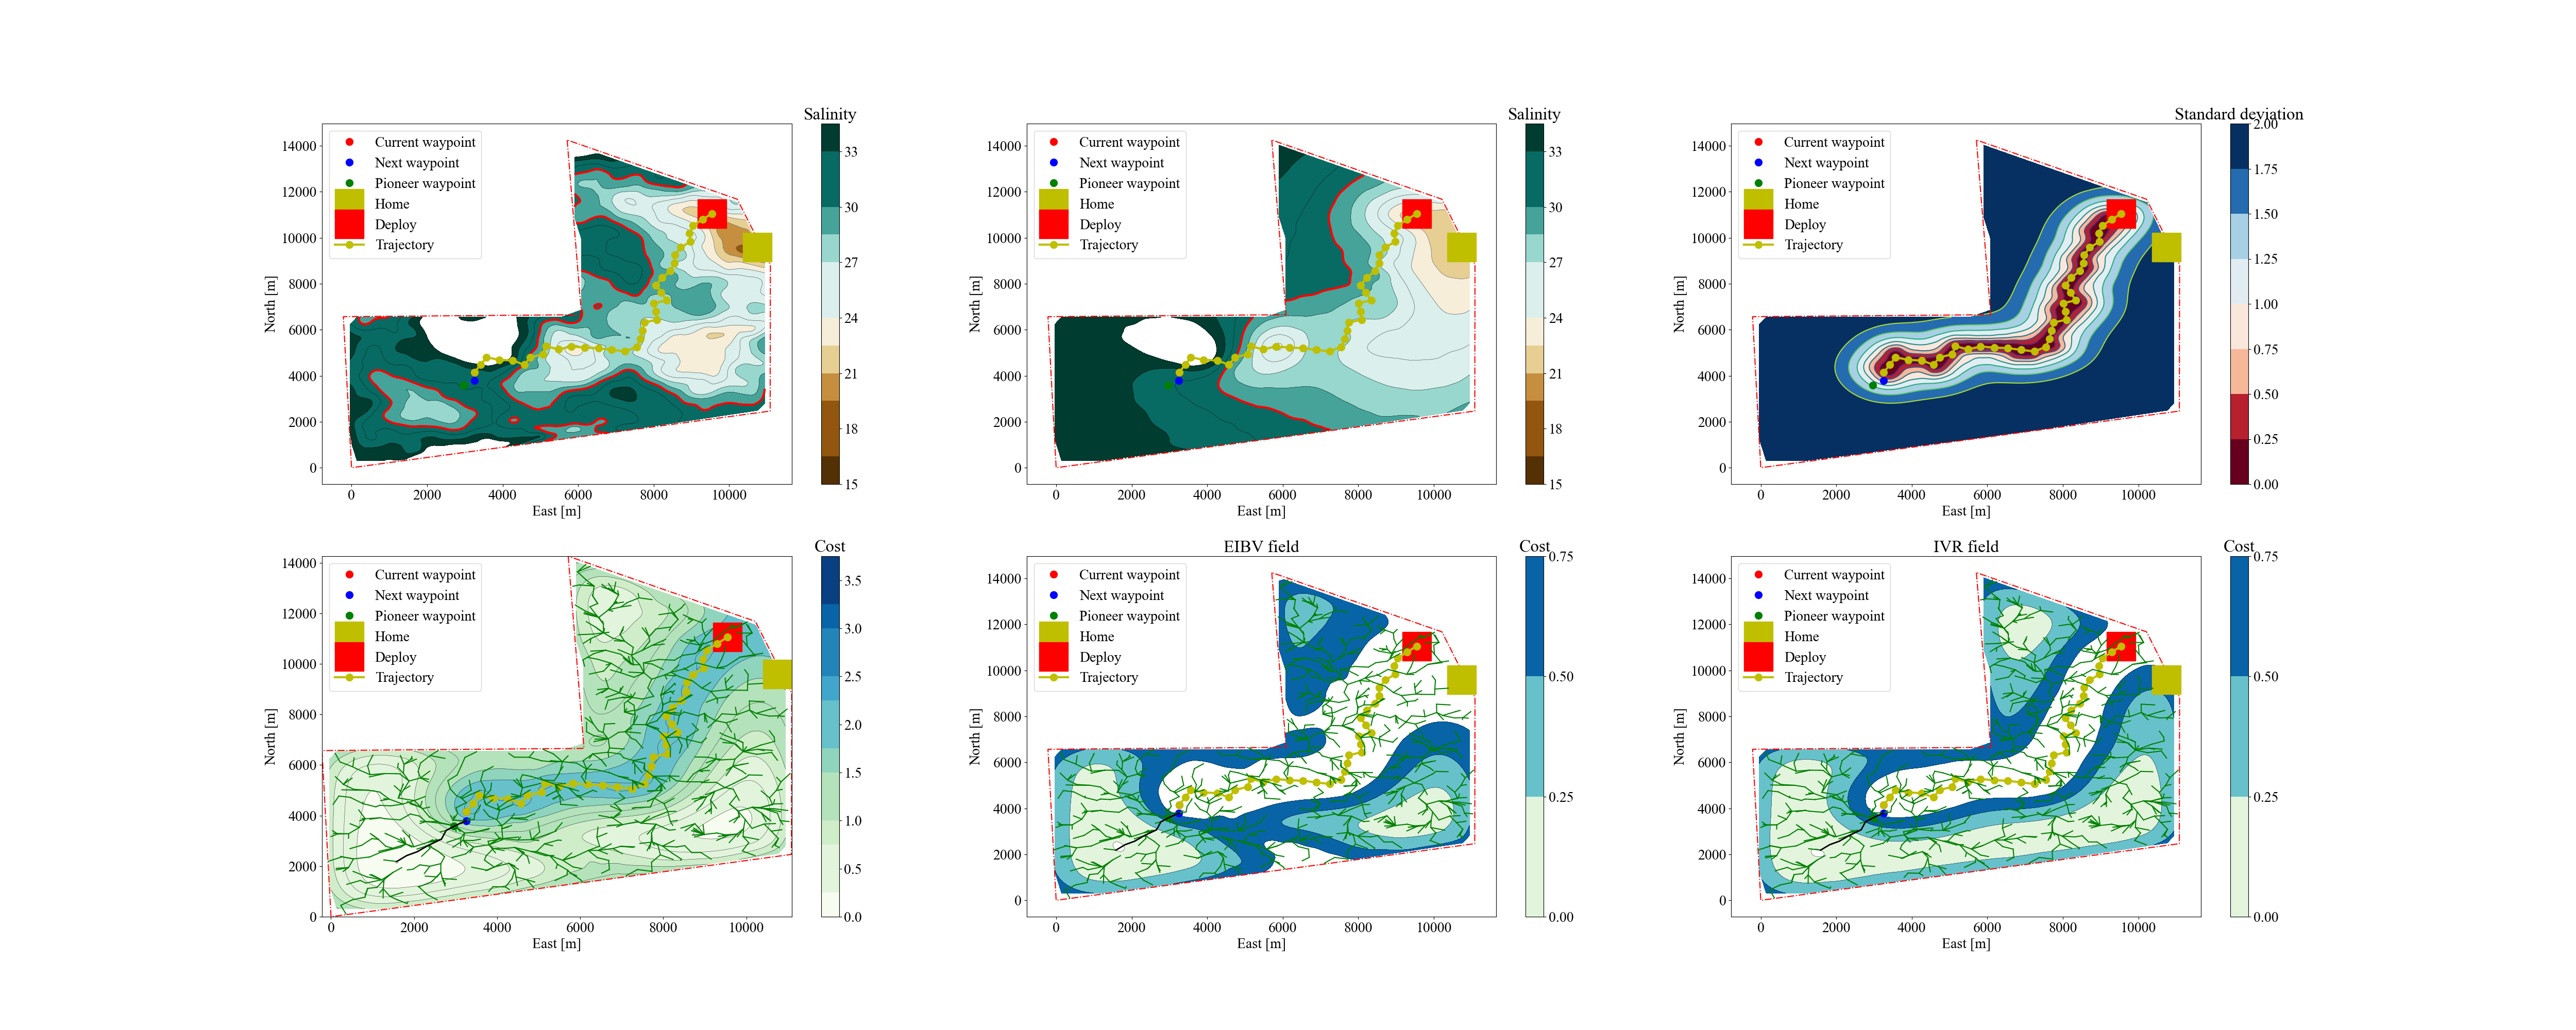 Salinity
Current waypoint
Next waypoint
Pioneer waypoint
Home
Deploy
Trajectory
North [m]
14000
12000
10000
8000
6000
4000
2000
0
0 2000 4000 6000 8000 10000
East [m]
33
30
27
24
21
18
15
Salinity
Current waypoint
Next waypoint
Pioneer waypoint
Home
Deploy
Trajectory
North [m]
14000
12000
10000
8000
6000
4000
2000
0
0 2000 4000 6000 8000 10000
East [m]
33
30
27
24
21
18
15
Standard deviation
Current waypoint
Next waypoint
Pioneer waypoint
Home
Deploy
Trajectory
North [m]
14000
12000
10000
8000
6000
4000
2000
0
0 2000 4000 6000 8000 10000
East [m]
2.00
1.75
1.50
1.25
1.00
0.75
0.50
0.25
0.00
Cost
Current waypoint
Next waypoint
Pioneer waypoint
Home
Deploy
Trajectory
North [m]
14000
12000
10000
8000
6000
4000
2000
0
0 2000 4000 6000 8000 10000
East [m]
3.5
3.0
2.5
2.0
1.5
1.0
0.5
0.0
EIBV field
Cost
Current waypoint
Next waypoint
Pioneer waypoint
Home
Deploy
Trajectory
North [m]
14000
12000
10000
8000
6000
4000
2000
0
0 2000 4000 6000 8000 10000
East [m]
0.75
0.50
0.25
0.00
IVR field
Cost
Current waypoint
Next waypoint
Pioneer waypoint
Home
Deploy
Trajectory
North [m]
14000
12000
10000
8000
6000
4000
2000
0
0 2000 4000 6000 8000 10000
East [m]
0.75
0.50
0.25
0.00